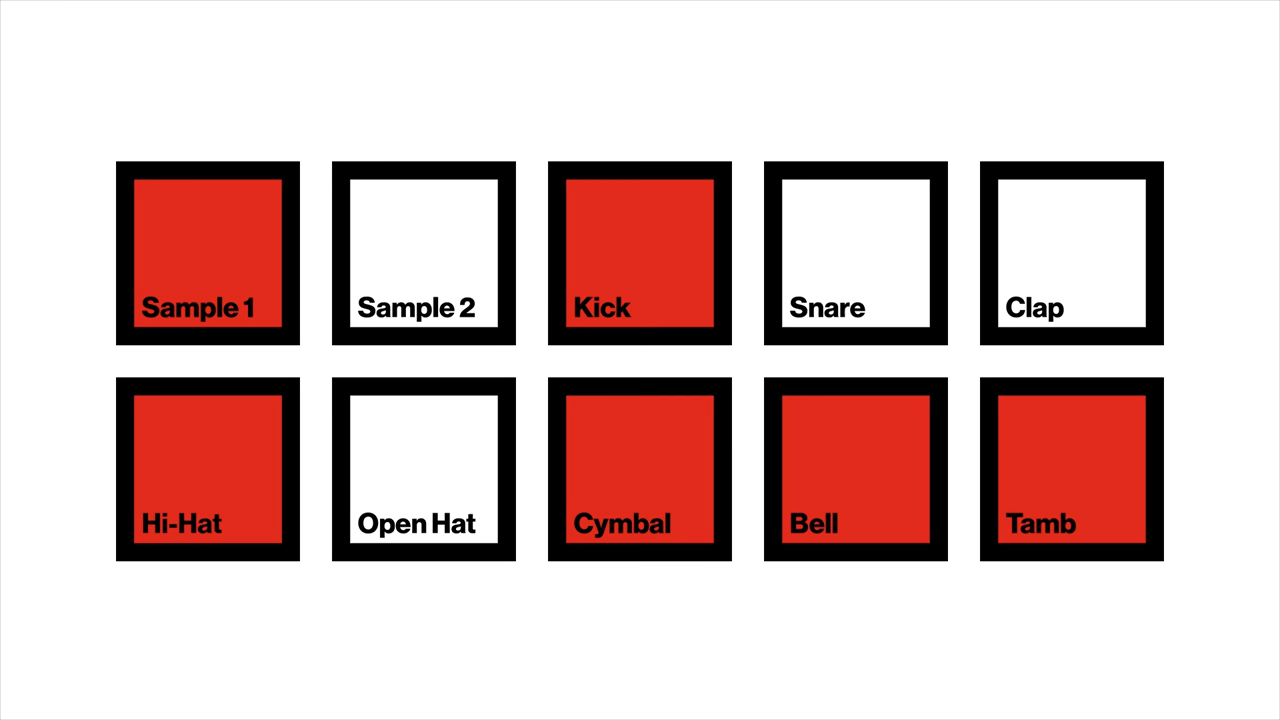 Sample 1
Sample 2
Kick
Snare
Clap
Hi-Hat
Open Hat
Cymbal
Bell
Tamb